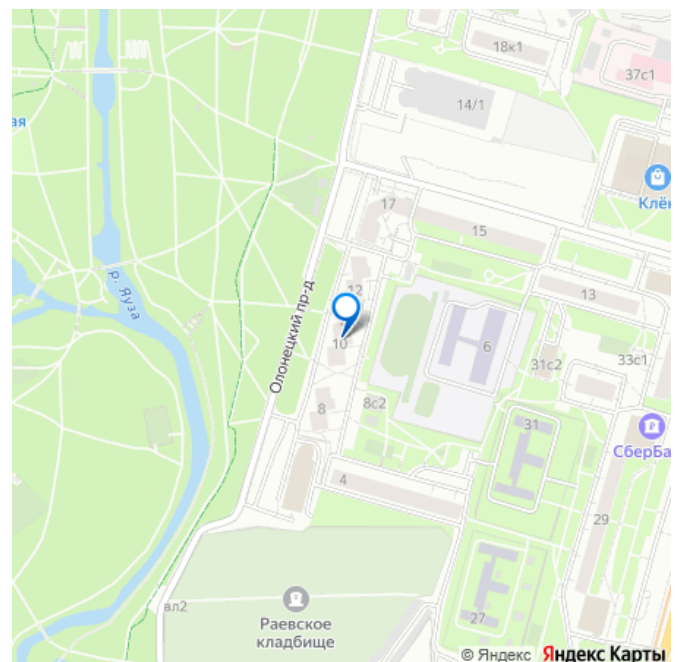 18к1
37с1
14/1
ая
Клён
17
15
р. Яуза
Олонецкий пр-д
12
13
10
6
31с2
33с1
8
8с2
31
СберБа
4
29
вл2
Раевское
кладбище
27
© Яндекс Яндекс Карты